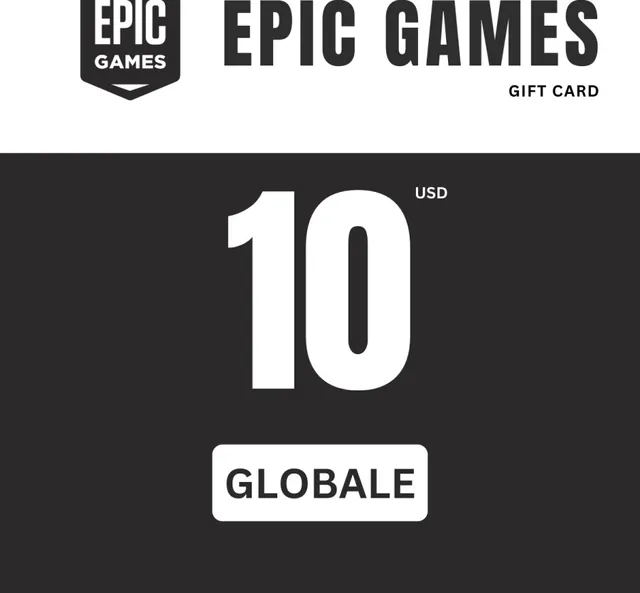 EPIC
GAMES
EPIC GAMES
GIFT CARD
10 USD
GLOBALE